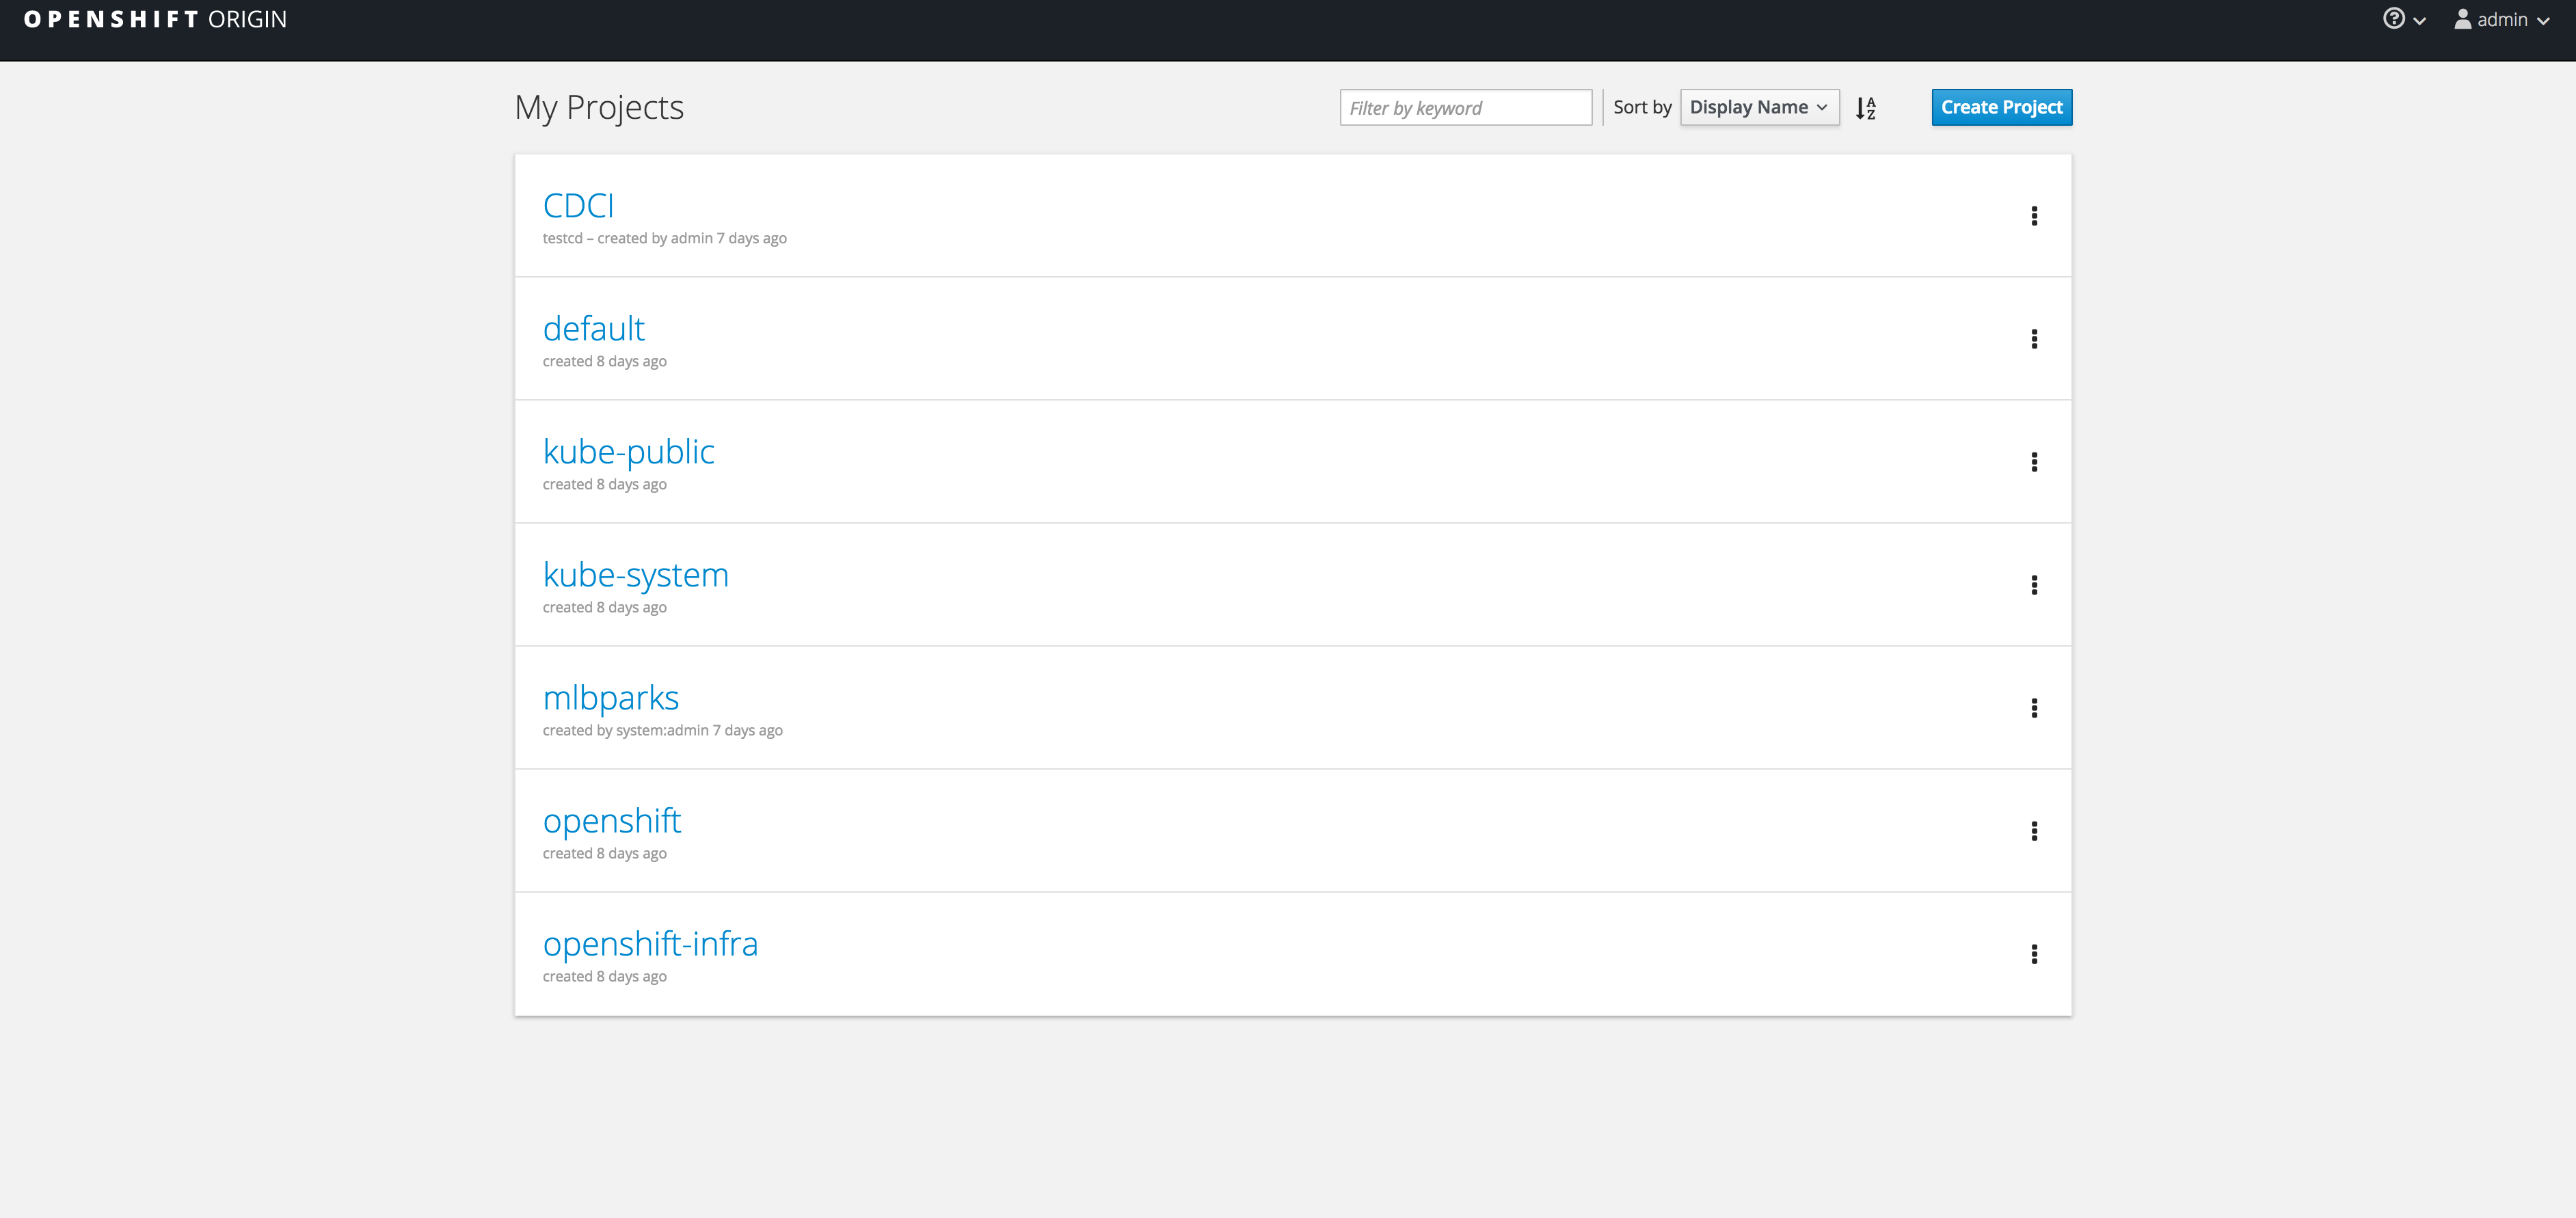 OPENSHIFT ORIGIN
admin
My Projects
Filter by keyword
Sort by
Display Name
A
Z
Create Project
CDCI
testcd – created by admin 7 days ago
default
created 8 days ago
kube-public
created 8 days ago
kube-system
created 8 days ago
mlbparks
created by system:admin 7 days ago
openshift
created 8 days ago
openshift-infra
created 8 days ago